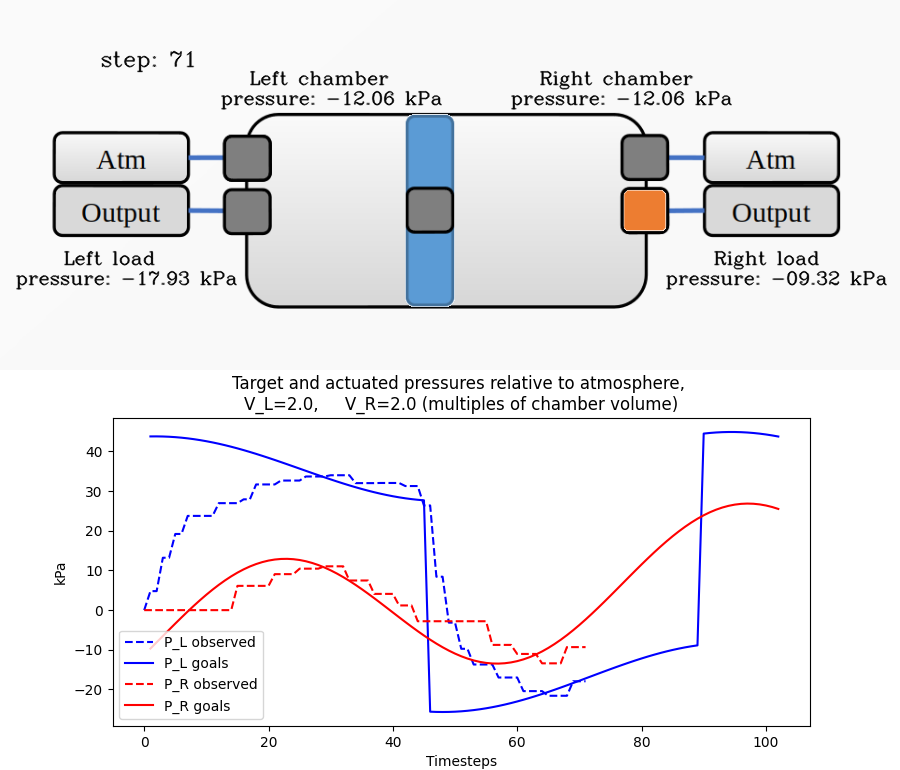 step: 71
Left chamber
pressure: −12.06 kPa
Right chamber
pressure: −12.06 kPa
Atm
Output
Atm
Output
Left load
pressure: −17.93 kPa
Right load
pressure: −09.32 kPa
Target and actuated pressures relative to atmosphere,
V_L=2.0, V_R=2.0 (multiples of chamber volume)
kPa
40
30
20
10
0
−10
−20
P_L observed
P_L goals
P_R observed
P_R goals
0 20 40 60 80 100
Timesteps